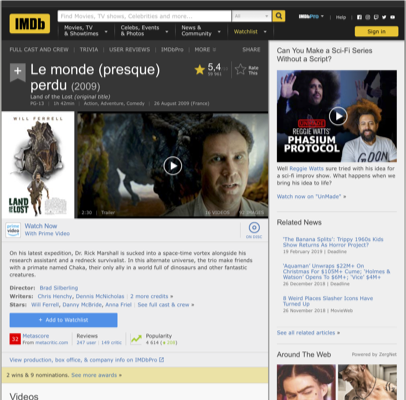 IMDb
Find Movies, TV shows, Celebrities and more...
All
IMDbPro
Help
Movies, TV
& Showtimes
Celebs, Events
& Photos
News &
Community
Watchlist
Sign in
FULL CAST AND CREW | TRIVIA | USER REVIEWS | IMDbPro | MORE
SHARE
+
Le monde (presque)
perdu (2009)
5,4
Rate
This
Land of the Lost (original title)
PG-13 | 1h 42min | Action, Adventure, Comedy | 26 August 2009 (France)
WILL FERRELL
LAND OF THE LOST
2:30 | Trailer
Watch Now
With Prime Video
ON DISC
On his latest expedition, Dr. Rick Marshall is sucked into a space-time vortex alongside his
research assistant and a redneck survivalist. In this alternate universe, the trio make friends
with a primate named Chaka, their only ally in a world full of dinosaurs and other fantastic
creatures.
Director: Brad Silberling
Writers: Chris Henchy, Dennis McNicholas | 2 more credits »
Stars: Will Ferrell, Danny McBride, Anna Friel | See full cast & crew »
+ Add to Watchlist
32
Metascore
From metacritic.com
Reviews
247 user | 149 critic
Popularity
4 614
View production, box office, & company info on IMDbPro
2 wins & 9 nominations. See more awards »
Videos
Can You Make a Sci-Fi Series
Without a Script?
REGGIE WATTS'
PHASIUM
PROTOCOL
Well Reggie Watts sure tried with his idea for
a sci-fi improv show. What happens when we
bring his idea to life?
Watch now on "UnMade" »
Related News
'The Banana Splits': Trippy 1960s Kids
Show Returns As Horror Project?
'Aquaman' Unwraps $22M+ On
Christmas For $105M+ Cume; 'Holmes &
Watson' Opens To $6M+; 'Vice' $4M+
26 December 2018 | Deadline
8 Weird Places Slasher Icons Have
Turned Up
26 November 2018 | MovieWeb
See all related articles »
Around The Web
Powered by ZergNet